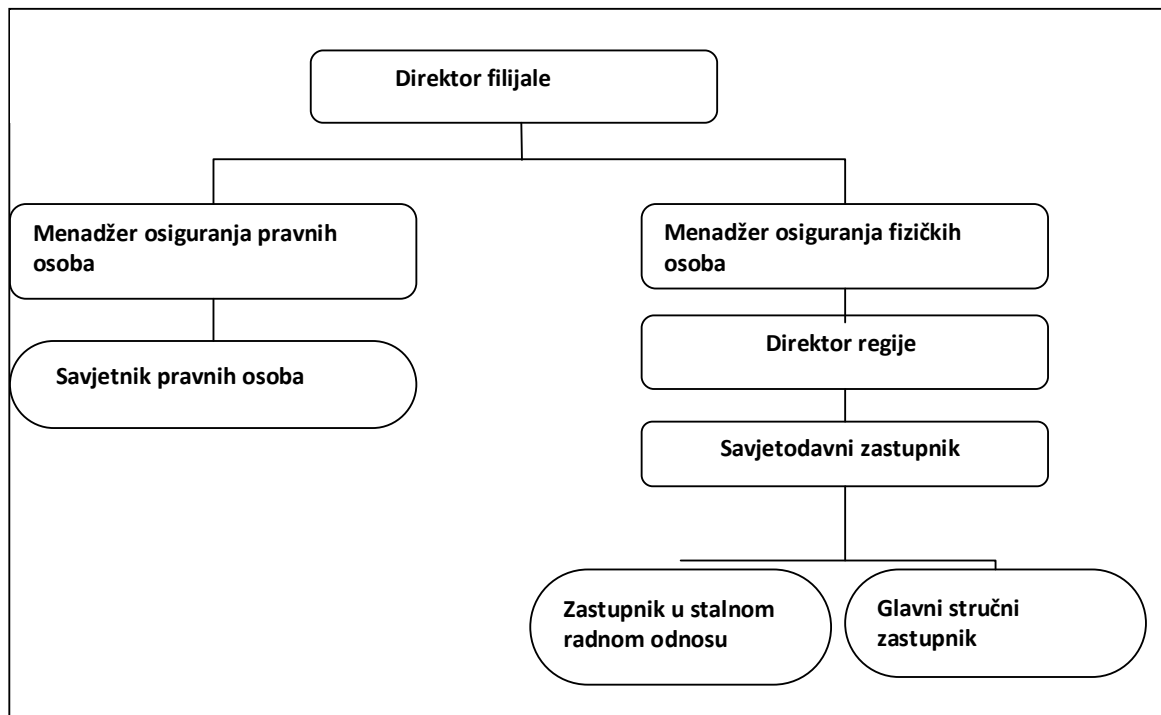 Direktor filijale
Menadžer osiguranja pravnih
osoba
Menadžer osiguranja fizičkih
osoba
Savjetnik pravnih osoba
Direktor regije
Savjetodavni zastupnik
Zastupnik u stalnom
radnom odnosu
Glavni stručni
zastupnik